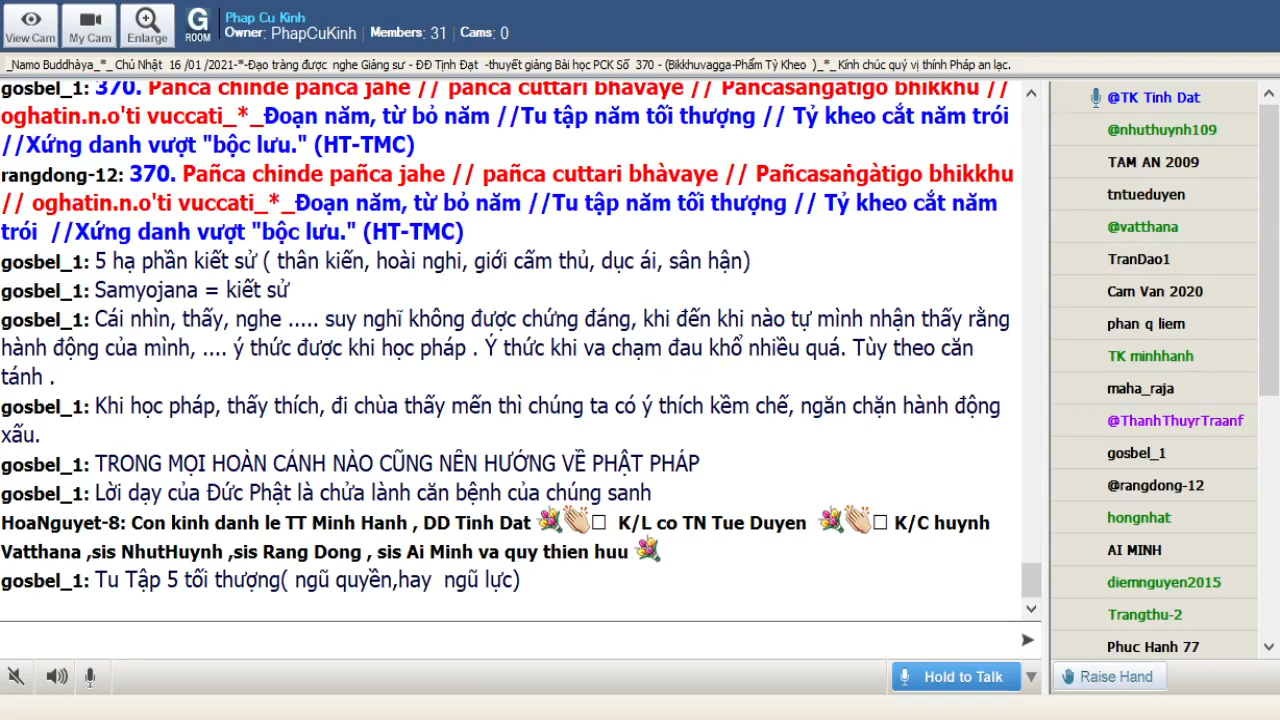 View Cam
My Cam
Enlarge
G ROOM
Phap Cu Kinh
Owner: PhapCuKinh | Members: 31 | Cams: 0
_Namo Buddhàya_*_ Chủ Nhật 16 /01 /2021-*-Đạo tràng được nghe Giảng sư - ĐĐ Tịnh Đạt -thuyết giảng Bài học PCK Số 370 - (Bikkhuvagga-Phẩm Tỳ Kheo )_*_Kính chúc quý vị thính Pháp an lạc.
gosbel_1: 370. Pañca chinde pañca jahe // pañca cuttari bhàvaye // Pañcasaṅgàtigo bhikkhu //
oghatin.n.o'ti vuccati_*_Đoạn năm, từ bỏ năm //Tu tập năm tối thượng // Tỷ kheo cắt năm trói
//Xứng danh vượt "bộc lưu." (HT-TMC)
rangdong-12: 370. Pañca chinde pañca jahe // pañca cuttari bhàvaye // Pañcasaṅgàtigo bhikkhu
// oghatin.n.o'ti vuccati_*_Đoạn năm, từ bỏ năm //Tu tập năm tối thượng // Tỷ kheo cắt năm
trói //Xứng danh vượt "bộc lưu." (HT-TMC)
gosbel_1: 5 hạ phần kiết sử ( thân kiến, hoài nghi, giới cấm thủ, dục ái, sân hận)
gosbel_1: Samyojana = kiết sử
gosbel_1: Cái nhìn, thấy, nghe ..... suy nghĩ không được chứng đáng, khi đến khi nào tự mình nhận thấy rằng
hành động của mình, .... ý thức được khi học pháp . Ý thức khi va chạm đau khổ nhiều quá. Tùy theo căn
tánh .
gosbel_1: Khi học pháp, thấy thích, đi chùa thấy mến thì chúng ta có ý thích kềm chế, ngăn chặn hành động
xấu.
gosbel_1: TRONG MỌI HOÀN CẢNH NÀO CŨNG NÊN HƯỚNG VỀ PHẬT PHÁP
gosbel_1: Lời dạy của Đức Phật là chửa lành căn bệnh của chúng sanh
HoaNguyet-8: Con kinh danh le TT Minh Hanh , DD Tinh Dat K/L co TN Tue Duyen K/C huynh
Vatthana ,sis NhutHuynh ,sis Rang Dong , sis Ai Minh va quy thien huu
gosbel_1: Tu Tập 5 tối thượng( ngũ quyền,hay ngũ lực)
@TK Tinh Dat
@nhuthuynh109
TAM AN 2009
tntueduyen
@vatthana
TranDao1
Cam Van 2020
phan q liem
TK minhhanh
maha_raja
@ThanhThuyrTraanf
gosbel_1
@rangdong-12
hongnhat
AI MINH
diemnguyen2015
Trangthu-2
Phuc Hanh 77
Hold to Talk
Raise Hand